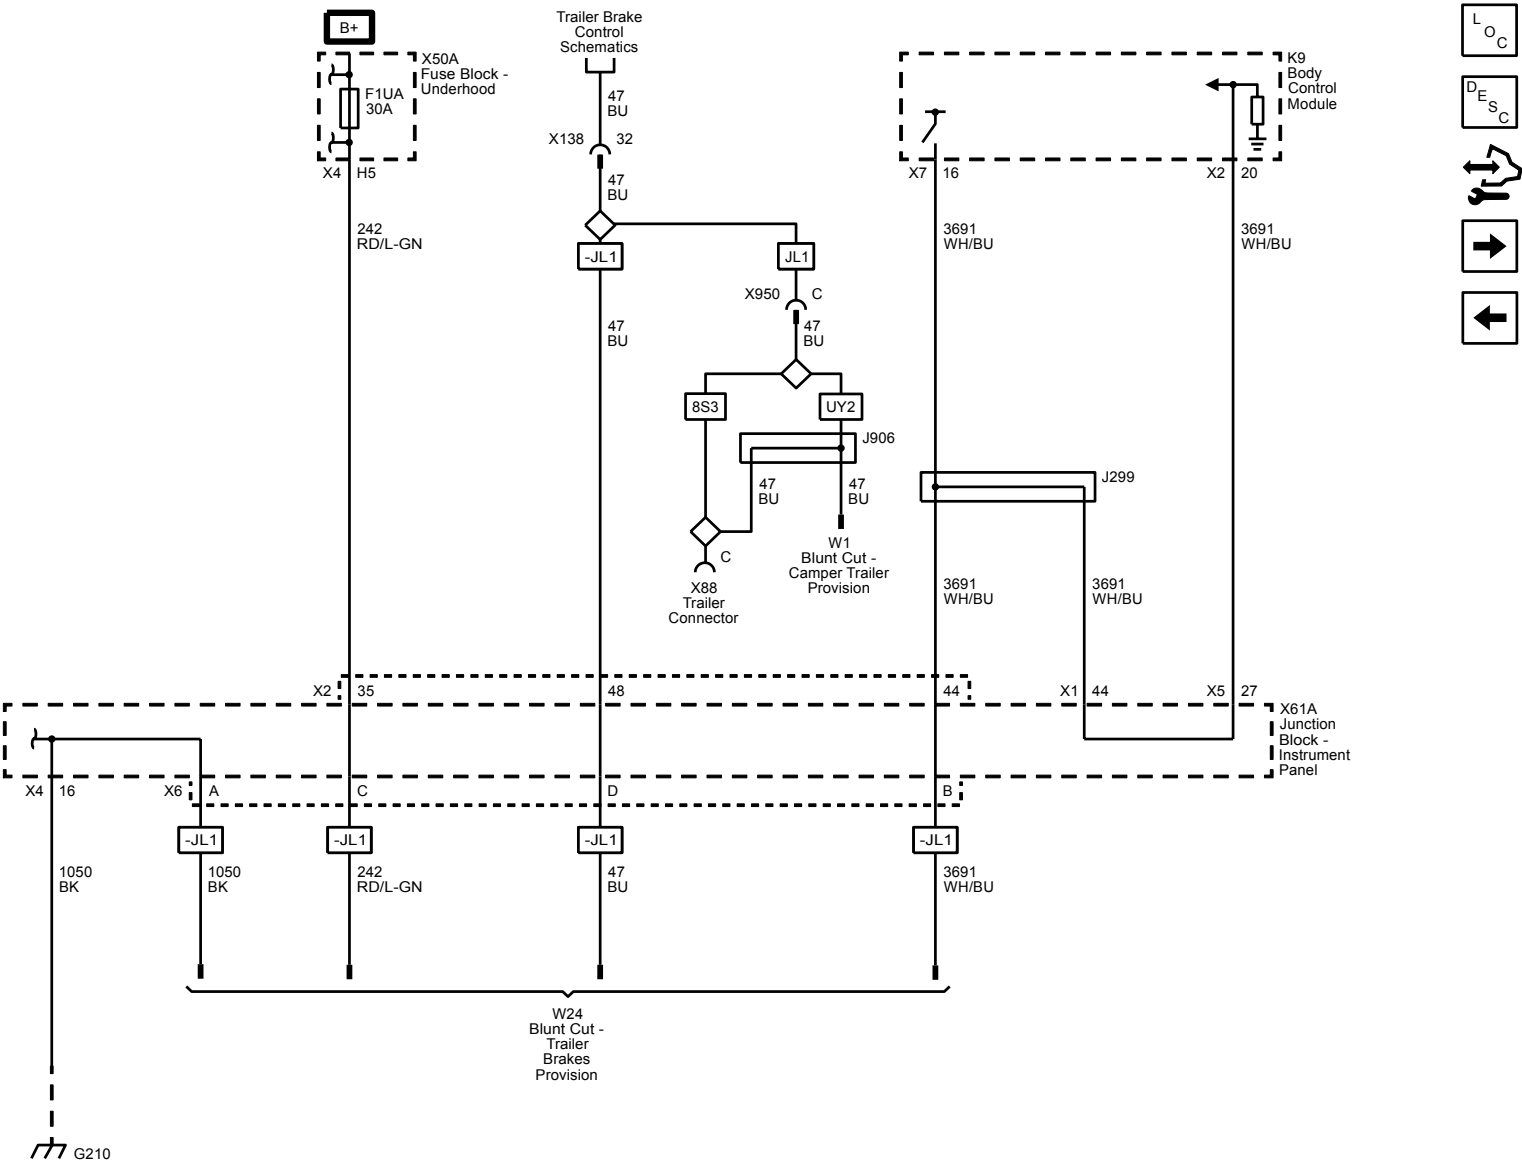 B+
X50A
Fuse Block -
Underhood
F1UA
30A
X4 H5
242
RD/L-GN
Trailer Brake
Control
Schematics
47
BU
X138 32
47
BU
-JL1
JL1
X950 C
47
BU
47
BU
8S3
UY2
J906
47
BU
47
BU
C
X88
Trailer
Connector
W1
Blunt Cut -
Camper Trailer
Provision
K9
Body
Control
Module
X7 16
X2 20
3691
WH/BU
3691
WH/BU
J299
3691
WH/BU
3691
WH/BU
X2 35
48
44
X1 44
X5 27
X61A
Junction
Block -
Instrument
Panel
X4 16
X6 A
C
D
B
-JL1
-JL1
-JL1
-JL1
1050
BK
1050
BK
242
RD/L-GN
47
BU
3691
WH/BU
W24
Blunt Cut -
Trailer
Brakes
Provision
G210
LOC
DESC